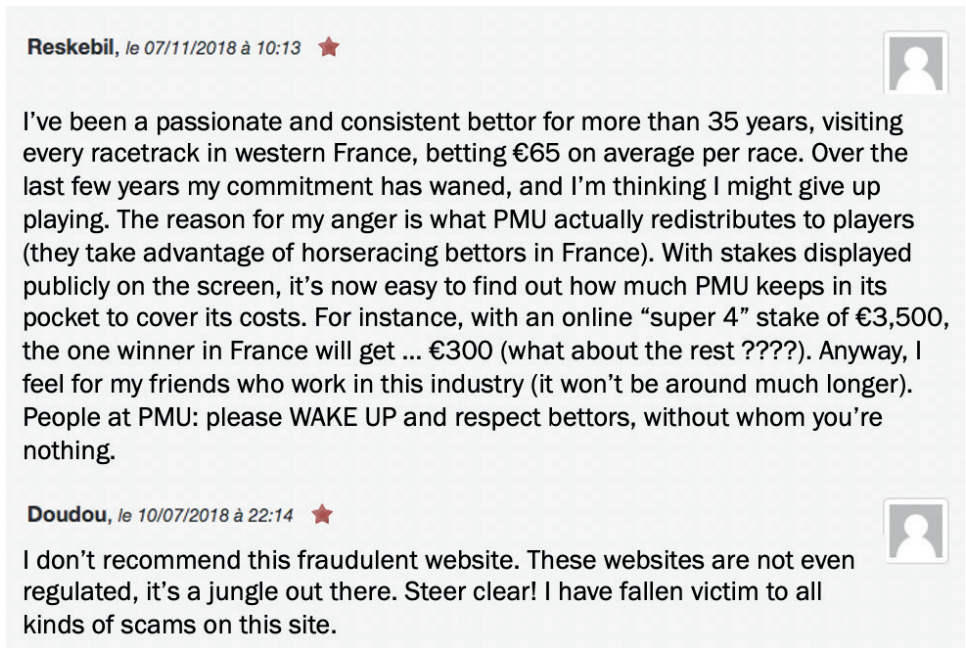 Reskebil, le 07/11/2018 à 10:13
I’ve been a passionate and consistent bettor for more than 35 years, visiting
every racetrack in western France, betting €65 on average per race. Over the
last few years my commitment has waned, and I’m thinking I might give up
playing. The reason for my anger is what PMU actually redistributes to players
(they take advantage of horseracing bettors in France). With stakes displayed
publicly on the screen, it’s now easy to find out how much PMU keeps in its
pocket to cover its costs. For instance, with an online “super 4” stake of €3,500,
the one winner in France will get ... €300 (what about the rest ????). Anyway, I
feel for my friends who work in this industry (it won’t be around much longer).
People at PMU: please WAKE UP and respect bettors, without whom you’re
nothing.
Doudou, le 10/07/2018 à 22:14
I don’t recommend this fraudulent website. These websites are not even
regulated, it’s a jungle out there. Steer clear! I have fallen victim to all
kinds of scams on this site.